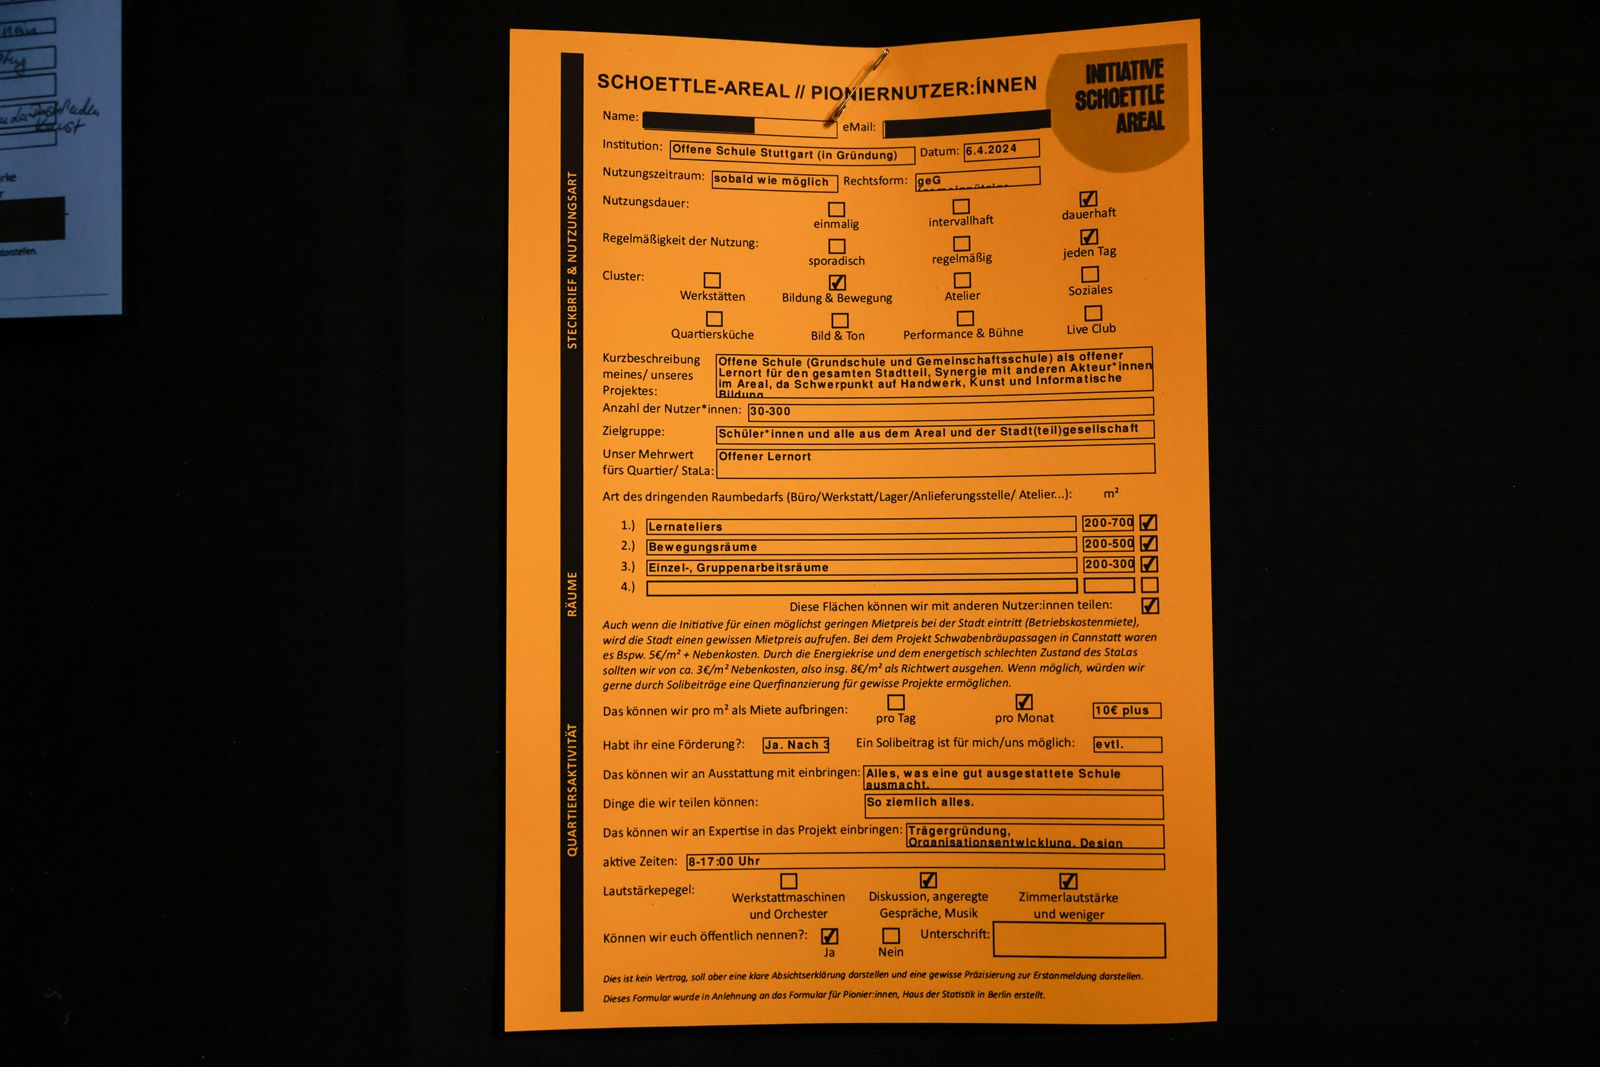 SCHOETTLE-AREAL // PIONIERNUTZER:ÍNNEN
INITIATIVE
SCHOETTLE
AREAL
Name: eMail:
Institution: Offene Schule Stuttgart (in Gründung) Datum: 6.4.2024
Nutzungszeitraum: sobald wie möglich Rechtsform: geG
STECKBRIEF & NUTZUNGSART
Nutzungsdauer: einmalig intervallhaft dauerhaft
Regelmäßigkeit der Nutzung: sporadisch regelmäßig jeden Tag
Cluster: Werkstätten Bildung & Bewegung Atelier Soziales
Quartiersküche Bild & Ton Performance & Bühne Live Club
Kurzbeschreibung
meines/ unseres
Projektes:
Offene Schule (Grundschule und Gemeinschaftsschule) als offener
Lernort für den gesamten Stadtteil, Synergie mit anderen Akteur*innen
im Areal, da Schwerpunkt auf Handwerk, Kunst und Informatische
Bildung
Anzahl der Nutzer*innen: 30-300
Zielgruppe: Schüler*innen und alle aus dem Areal und der Stadt(teil)gesellschaft
Unser Mehrwert
fürs Quartier/ StaLa: Offener Lernort
RÄUME
Art des dringenden Raumbedarfs (Büro/Werkstatt/Lager/Anlieferungsstelle/ Atelier...): m²
1.) Lernateliers 200-700
2.) Bewegungsräume 200-500
3.) Einzel-, Gruppenarbeitsräume 200-300
4.)
Diese Flächen können wir mit anderen Nutzer:innen teilen:
Auch wenn die Initiative für einen möglichst geringen Mietpreis bei der Stadt eintritt (Betriebskostenmiete),
wird die Stadt einen gewissen Mietpreis aufrufen. Bei dem Projekt Schwabenbräupassagen in Cannstatt waren
es Bspw. 5€/m² + Nebenkosten. Durch die Energiekrise und dem energetisch schlechten Zustand des StaLas
sollten wir von ca. 3€/m² Nebenkosten, also insg. 8€/m² als Richtwert ausgehen. Wenn möglich, würden wir
gerne durch Solibeiträge eine Querfinanzierung für gewisse Projekte ermöglichen.
QUARTIERSAKTIVITÄT
Das können wir pro m² als Miete aufbringen: pro Tag pro Monat 10€ plus
Habt ihr eine Förderung?: Ja. Nach 3 Ein Solibeitrag ist für mich/uns möglich: evtl.
Das können wir an Ausstattung mit einbringen: Alles, was eine gut ausgestattete Schule
ausmacht.
Dinge die wir teilen können: So ziemlich alles.
Das können wir an Expertise in das Projekt einbringen: Trägergründung,
Organisationsentwicklung, Design
aktive Zeiten: 8-17:00 Uhr
Lautstärkepegel: Werkstattmaschinen Diskussion, angeregte Zimmerlautstärke
und Orchester Gespräche, Musik und weniger
Können wir euch öffentlich nennen?: Ja Nein Unterschrift:
Dies ist kein Vertrag, soll aber eine klare Absichtserklärung darstellen und eine gewisse Präzisierung zur Erstanmeldung darstellen.
Dieses Formular wurde in Anlehnung an das Formular für Pionier:innen, Haus der Statistik in Berlin erstellt.
dorstellen.